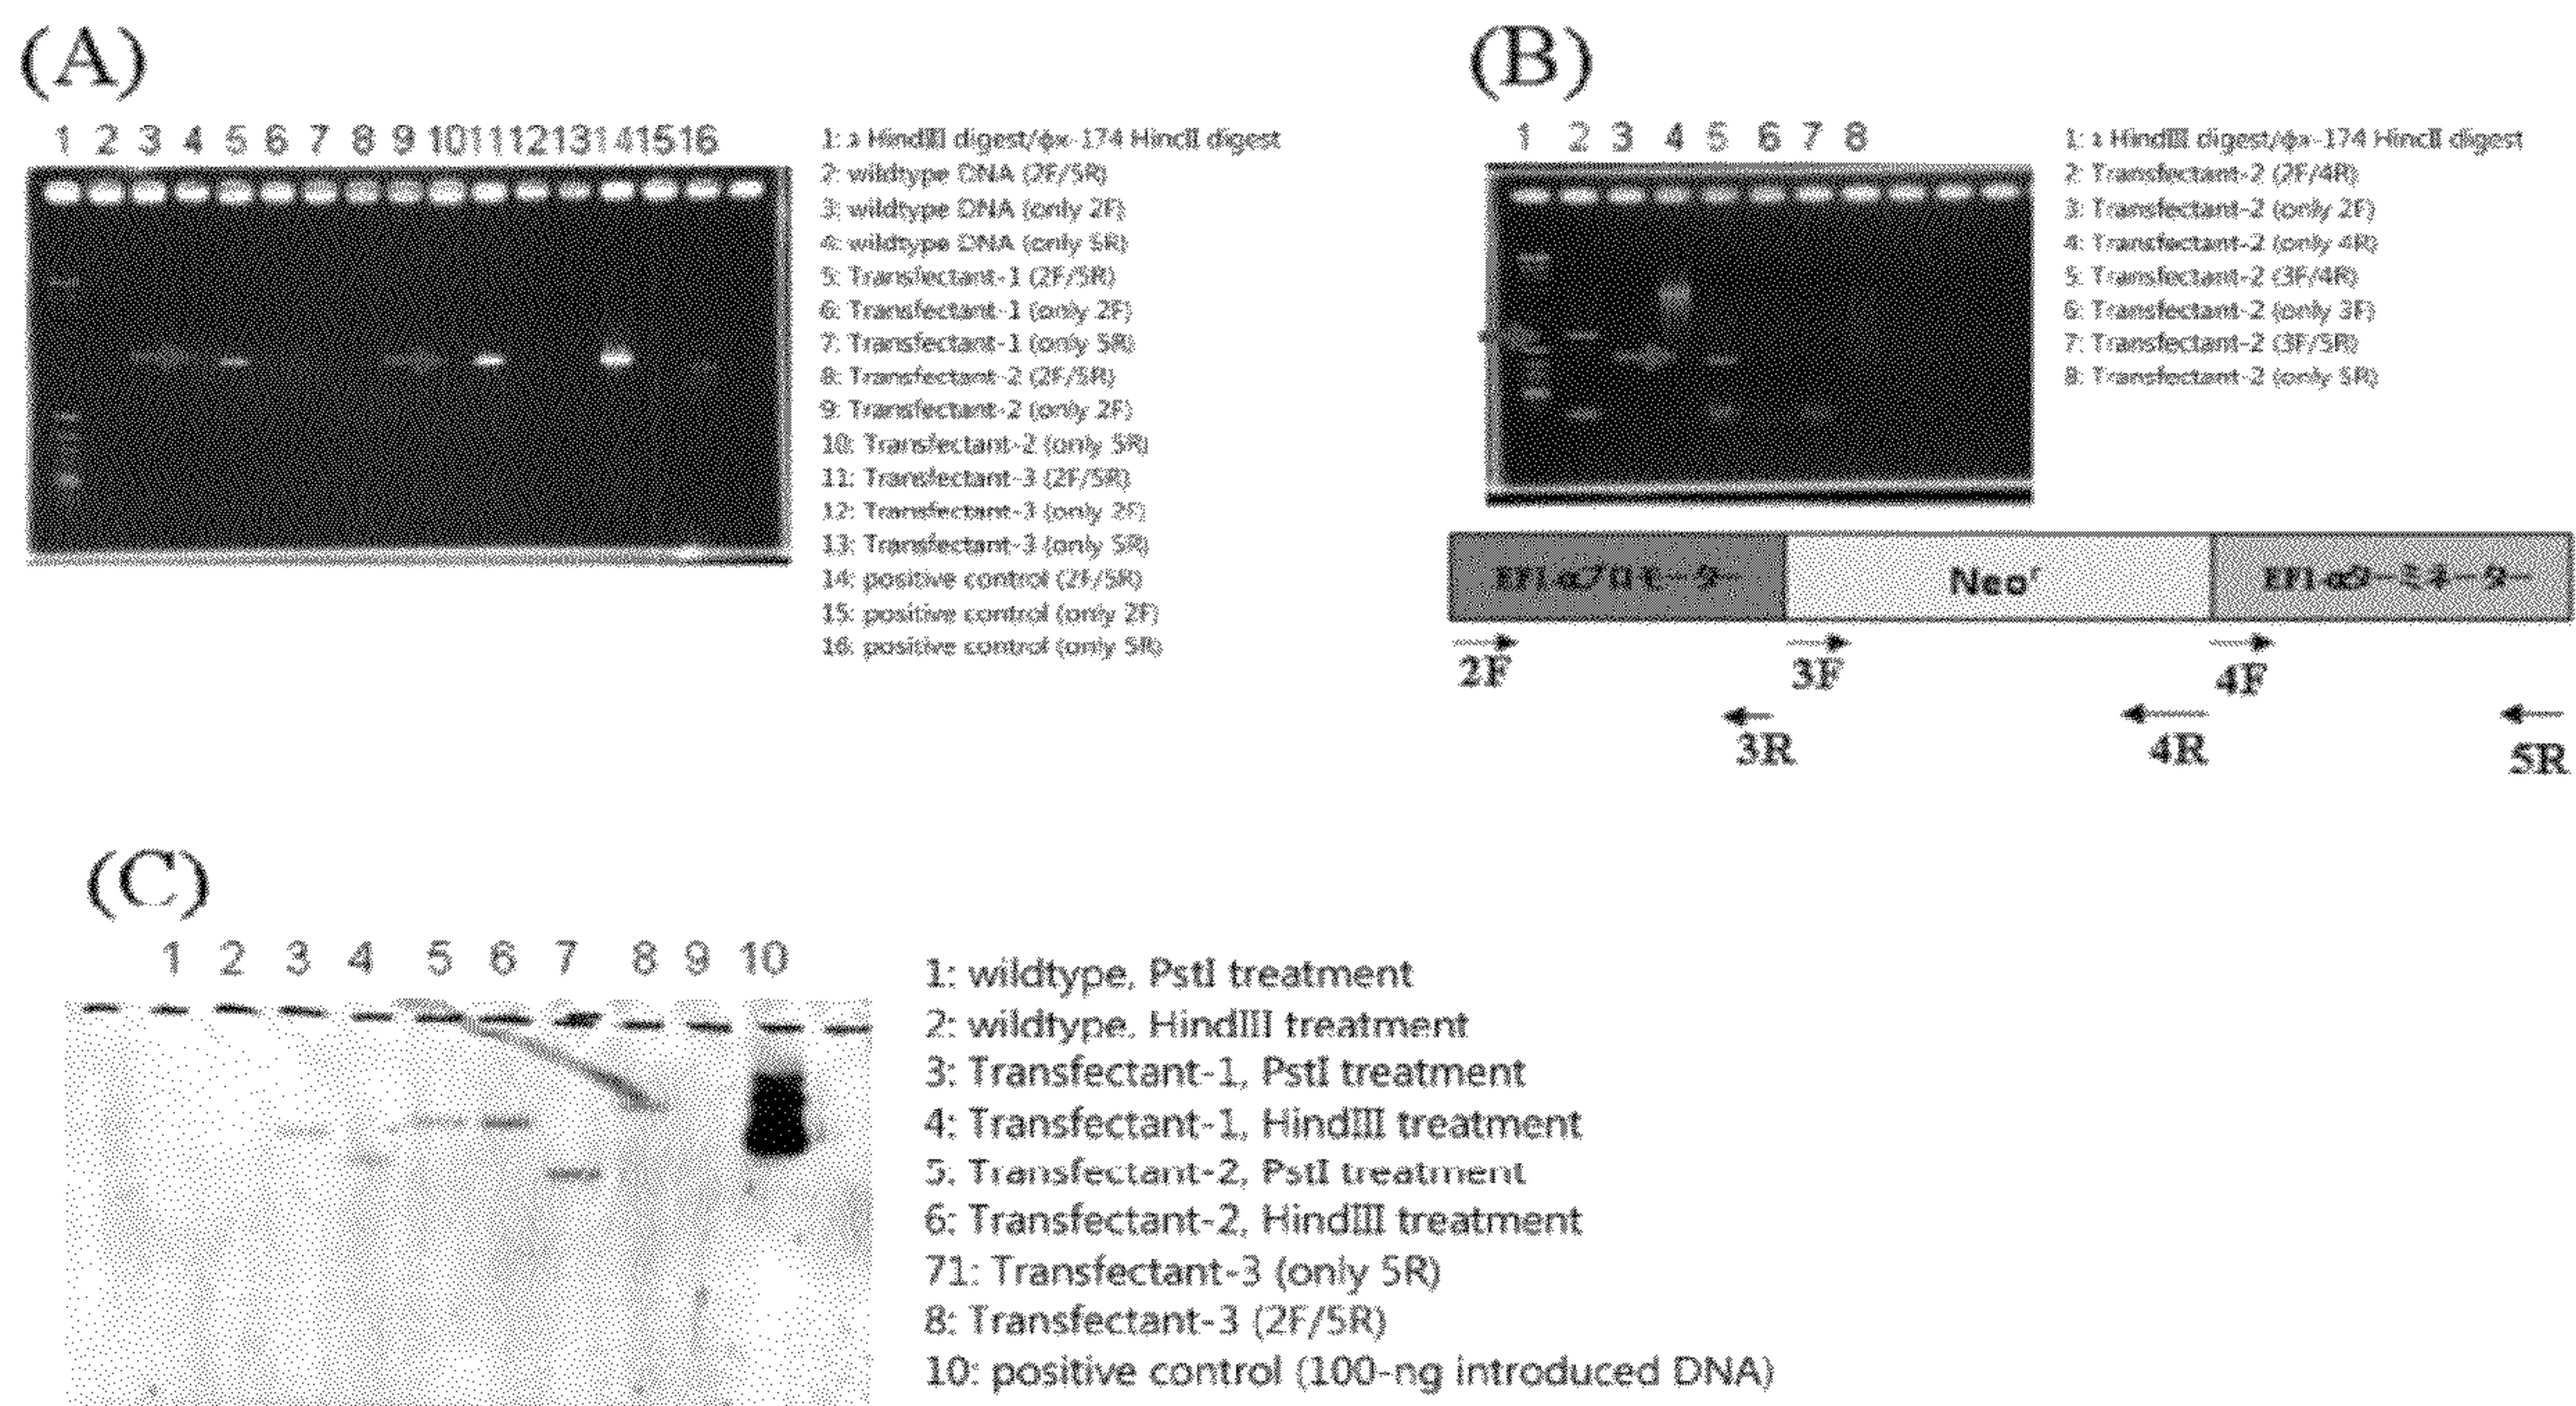 (A)
1 2 3 4 5 6 7 8 9 10 11 12 13 14 15 16
1: λ HindⅢ digest/ϕx-174 HincⅡ digest
2: wildtype DNA (2F/5R)
3: wildtype DNA (only 2F)
4: wildtype DNA (only 5R)
5: Transfectant-1 (2F/5R)
6: Transfectant-1 (only 2F)
7: Transfectant-1 (only 5R)
8: Transfectant-2 (2F/5R)
9: Transfectant-2 (only 2F)
10: Transfectant-2 (only 5R)
11: Transfectant-3 (2F/5R)
12: Transfectant-3 (only 2F)
13: Transfectant-3 (only 5R)
14: positive control (2F/5R)
15: positive control (only 2F)
16: positive control (only 5R)
(B)
1 2 3 4 5 6 7 8
1: λ HindⅢ digest/ϕx-174 HincⅡ digest
2: Transfectant-2 (2F/4R)
3: Transfectant-2 (only 2F)
4: Transfectant-2 (only 4R)
5: Transfectant-2 (3F/4R)
6: Transfectant-2 (only 3F)
7: Transfectant-2 (3F/5R)
8: Transfectant-2 (only 5R)
EF1-αプロモーター Neoʳ EF1-αターミネーター
2F 3F 4F
3R 4R 5R
(C)
1 2 3 4 5 6 7 8 9 10
1: wildtype, PstI treatment
2: wildtype, HindⅢ treatment
3: Transfectant-1, PstI treatment
4: Transfectant-1, HindⅢ treatment
5: Transfectant-2, PstI treatment
6: Transfectant-2, HindⅢ treatment
71: Transfectant-3 (only 5R)
8: Transfectant-3 (2F/5R)
10: positive control (100-ng introduced DNA)